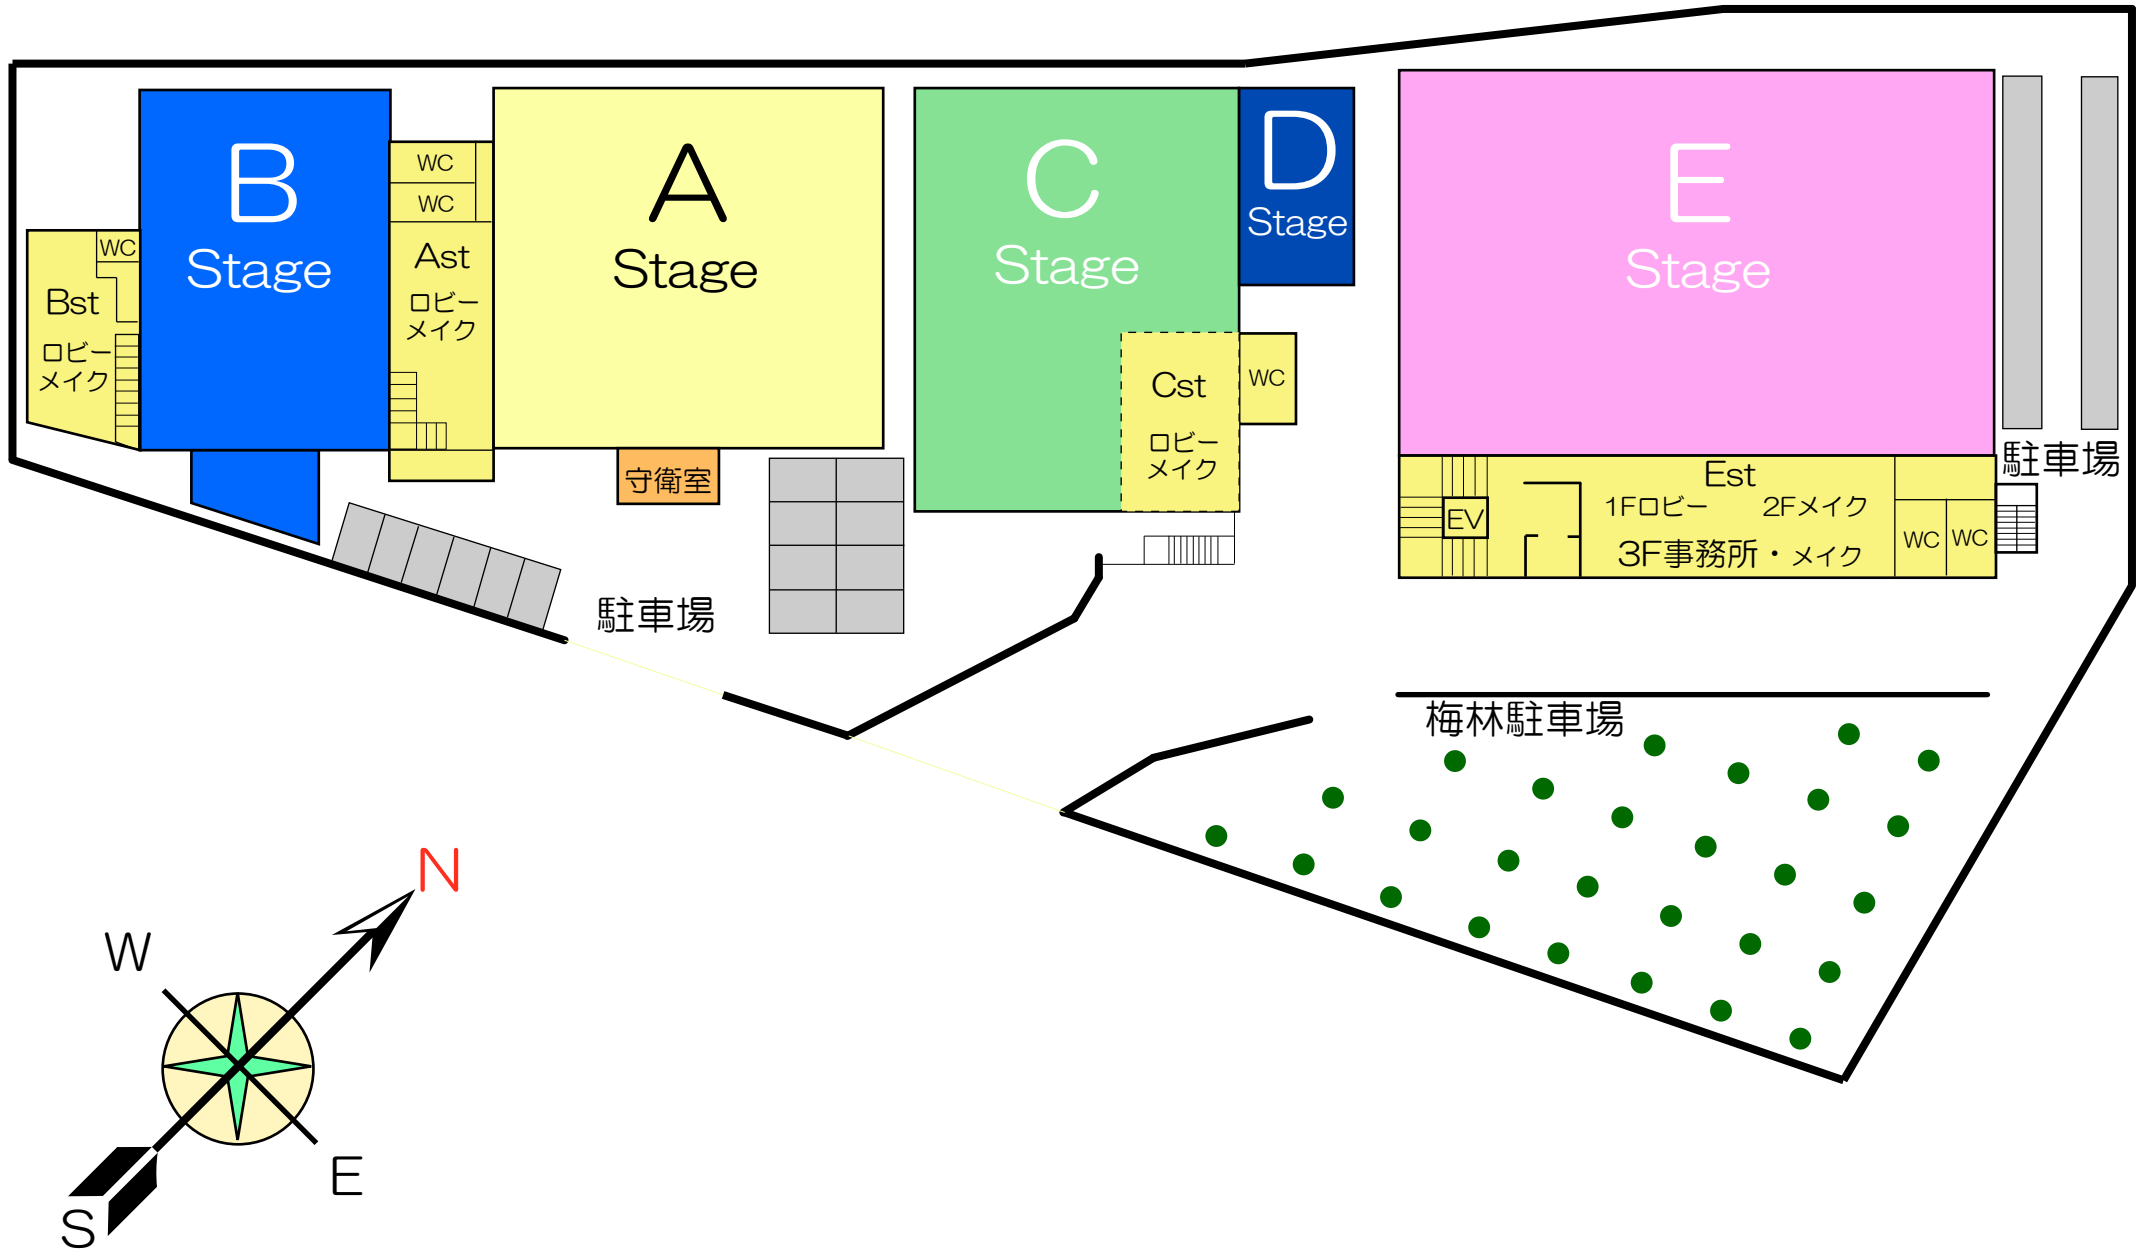 B
Stage
WC
WC
Ast
ロビー
メイク
WC
Bst
ロビー
メイク
A
Stage
守衛室
駐車場
C
Stage
Cst
ロビー
メイク
WC
D
Stage
E
Stage
駐車場
Est
1Fロビー 2Fメイク
3F事務所・メイク
EV
WC
WC
梅林駐車場
N
W
E
S